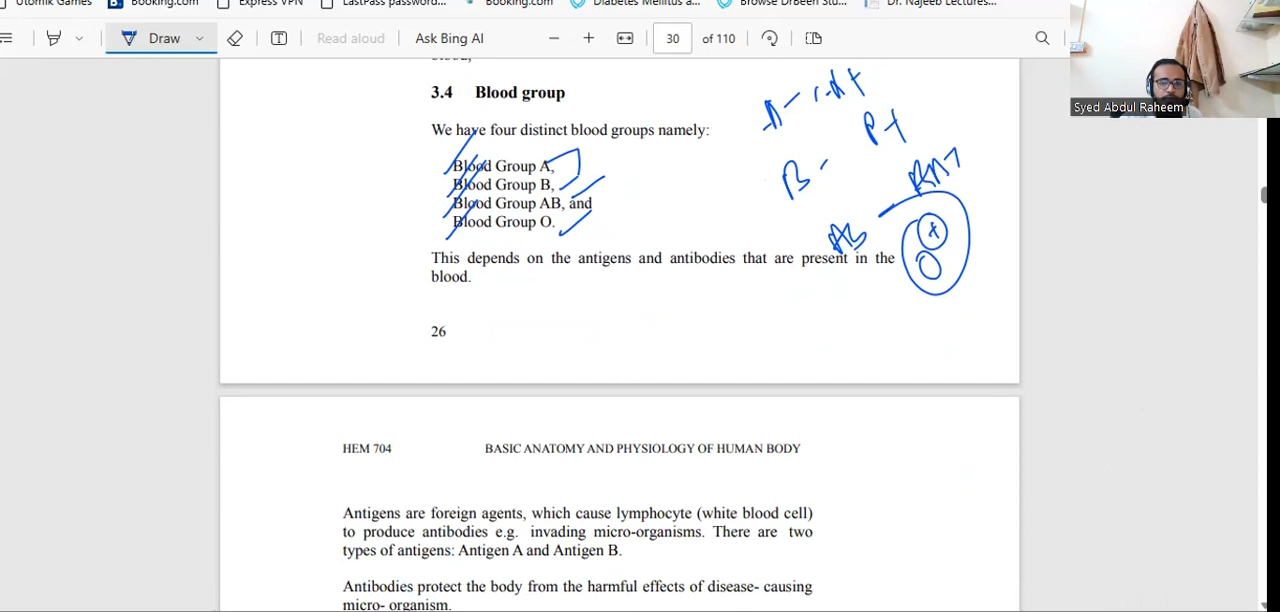 Utomik Games
Booking.com
Express VPN
LastPass password...
Booking.com
Diabetes Mellitus a...
Browse DrBeen Stu...
Dr. Najeeb Lectures...
Draw
Read aloud
Ask Bing AI
30 of 110
Syed Abdul Raheem
blood,
3.4 Blood group
We have four distinct blood groups namely:
Blood Group A,
Blood Group B,
Blood Group AB, and
Blood Group O.
This depends on the antigens and antibodies that are present in the
blood.
26
HEM 704
BASIC ANATOMY AND PHYSIOLOGY OF HUMAN BODY
Antigens are foreign agents, which cause lymphocyte (white blood cell)
to produce antibodies e.g. invading micro-organisms. There are two
types of antigens: Antigen A and Antigen B.
Antibodies protect the body from the harmful effects of disease- causing
micro- organism.